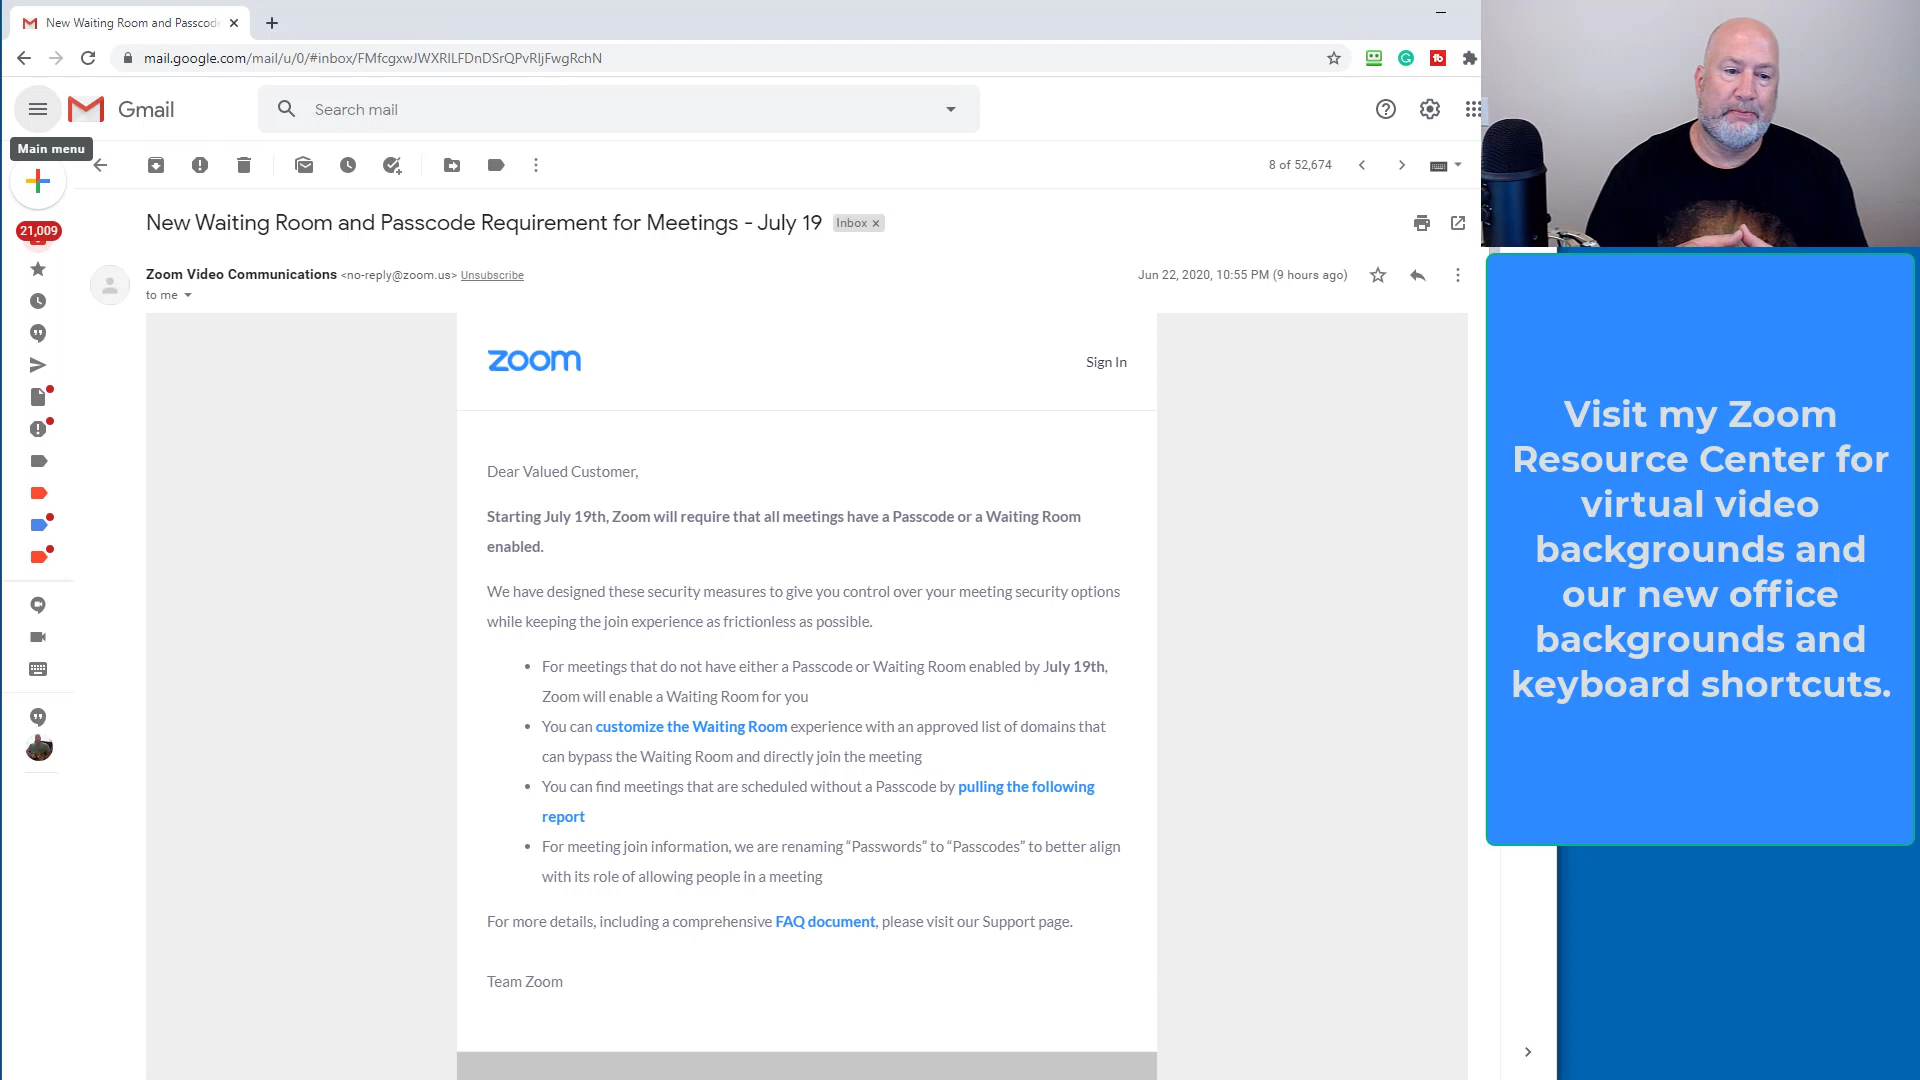 New Waiting Room and Passcod
mail.google.com/mail/u/0/#inbox/FMfcgxwJWXRlLFDnDSrQPvRljFwgRchN
Gmail
Search mail
Main menu
8 of 52,674
21,009
New Waiting Room and Passcode Requirement for Meetings - July 19
Inbox x
Zoom Video Communications <no-reply@zoom.us> Unsubscribe
Jun 22, 2020, 10:55 PM (9 hours ago)
to me
zoom
Sign In
Dear Valued Customer,
Starting July 19th, Zoom will require that all meetings have a Passcode or a Waiting Room
enabled.
We have designed these security measures to give you control over your meeting security options
while keeping the join experience as frictionless as possible.
• For meetings that do not have either a Passcode or Waiting Room enabled by July 19th,
Zoom will enable a Waiting Room for you
• You can customize the Waiting Room experience with an approved list of domains that
can bypass the Waiting Room and directly join the meeting
• You can find meetings that are scheduled without a Passcode by pulling the following
report
• For meeting join information, we are renaming “Passwords” to “Passcodes” to better align
with its role of allowing people in a meeting
For more details, including a comprehensive FAQ document, please visit our Support page.
Team Zoom
Visit my Zoom
Resource Center for
virtual video
backgrounds and
our new office
backgrounds and
keyboard shortcuts.